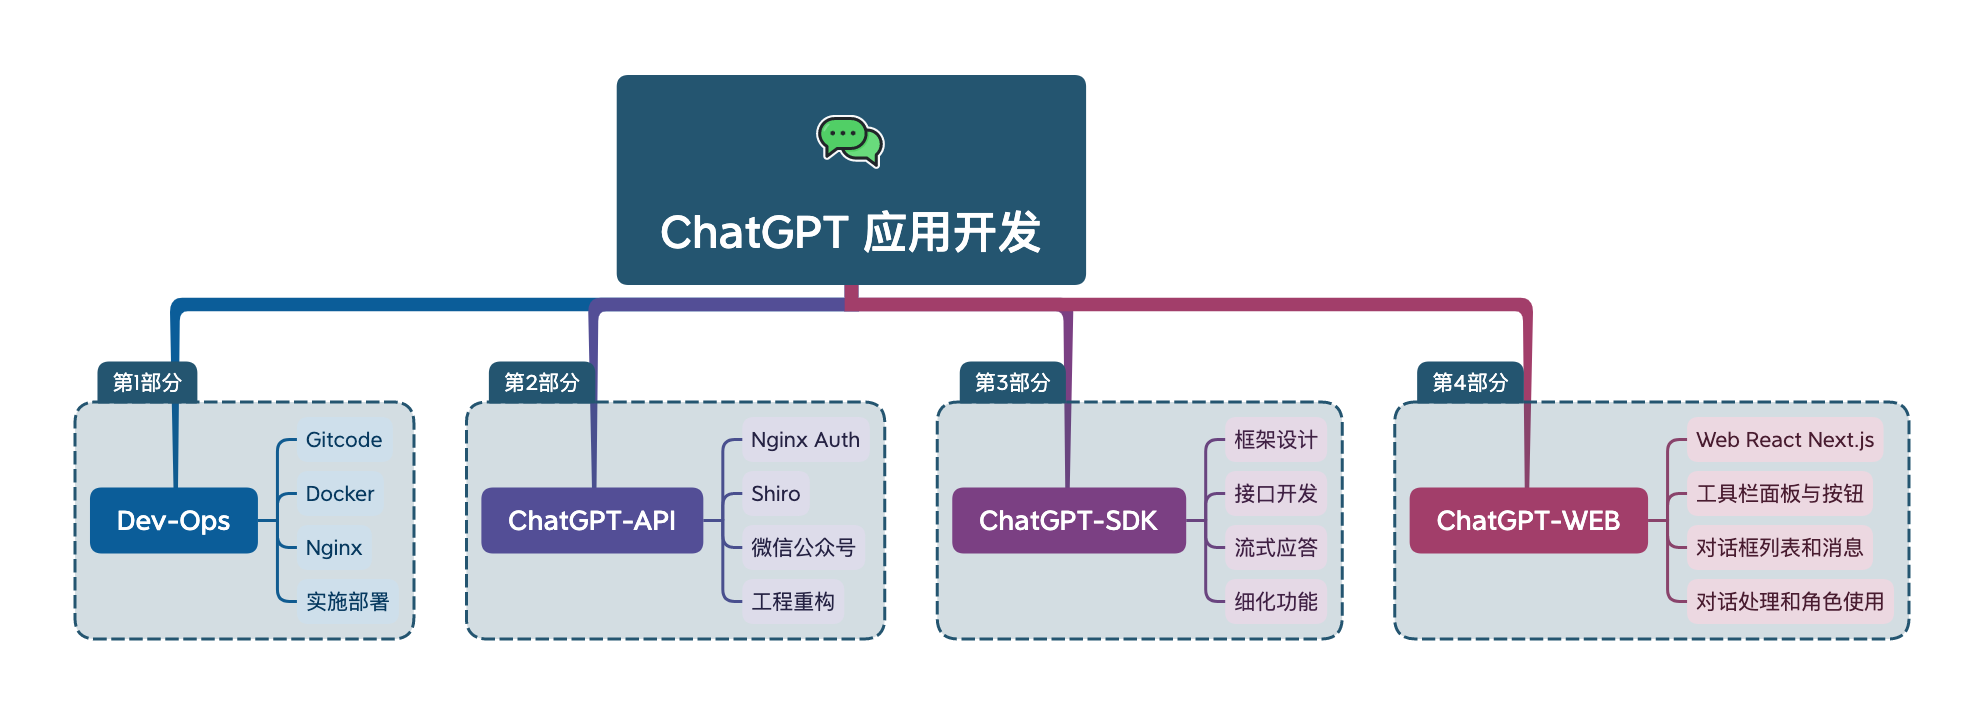 ChatGPT 应用开发
第1部分
Dev-Ops
Gitcode
Docker
Nginx
实施部署
第2部分
ChatGPT-API
Nginx Auth
Shiro
微信公众号
工程重构
第3部分
ChatGPT-SDK
框架设计
接口开发
流式应答
细化功能
第4部分
ChatGPT-WEB
Web React Next.js
工具栏面板与按钮
对话框列表和消息
对话处理和角色使用